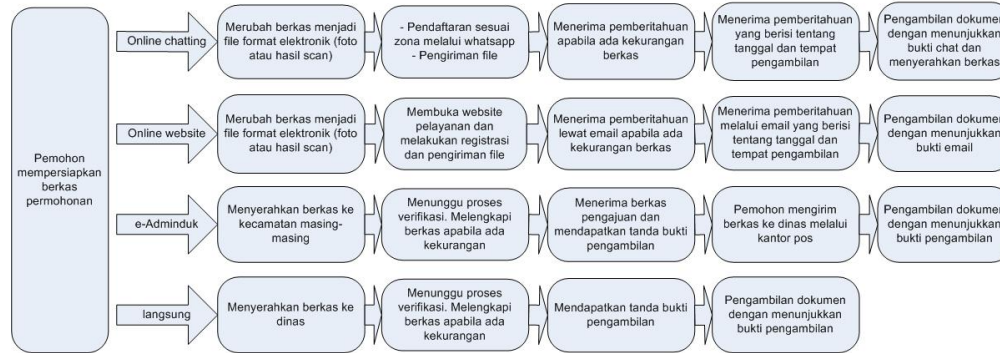 Pemohon
mempersiapkan
berkas
permohonan
Online chatting
Merubah berkas menjadi
file format elektronik (foto
atau hasil scan)
- Pendaftaran sesuai
zona melalui whatsapp
- Pengiriman file
Menerima pemberitahuan
apabila ada kekurangan
berkas
Menerima pemberitahuan
yang berisi tentang
tanggal dan tempat
pengambilan
Pengambilan dokumen
dengan menunjukkan
bukti chat dan
menyerahkan berkas
Online website
Merubah berkas menjadi
file format elektronik (foto
atau hasil scan)
Membuka website
pelayanan dan
melakukan registrasi
dan pengiriman file
Menerima pemberitahuan
lewat email apabila ada
kekurangan berkas
Menerima pemberitahuan
melalui email yang berisi
tentang tanggal dan
tempat pengambilan
Pengambilan dokumen
dengan menunjukkan
bukti email
e-Adminduk
Menyerahkan berkas ke
kecamatan masing-
masing
Menunggu proses
verifikasi. Melengkapi
berkas apabila ada
kekurangan
Menerima berkas
pengajuan dan
mendapatkan tanda bukti
pengambilan
Pemohon mengirim
berkas ke dinas melalui
kantor pos
Pengambilan dokumen
dengan menunjukkan
bukti pengambilan
langsung
Menyerahkan berkas ke
dinas
Menunggu proses
verifikasi. Melengkapi
berkas apabila ada
kekurangan
Mendapatkan tanda bukti
pengambilan
Pengambilan dokumen
dengan menunjukkan
bukti pengambilan